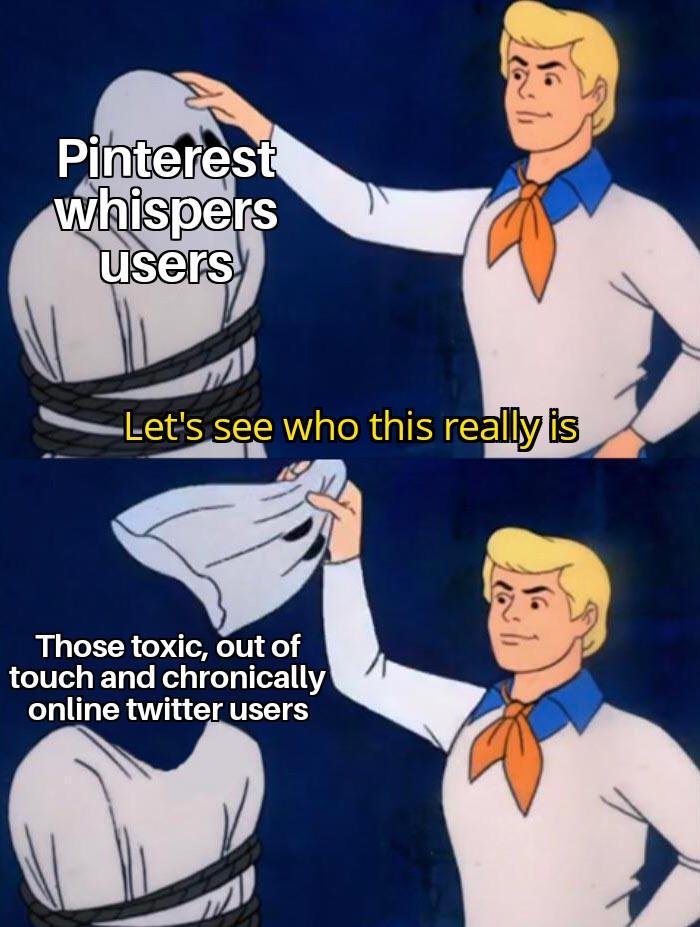 Pinterest
whispers
users
Let's see who this really is
Those toxic, out of
touch and chronically
online twitter users